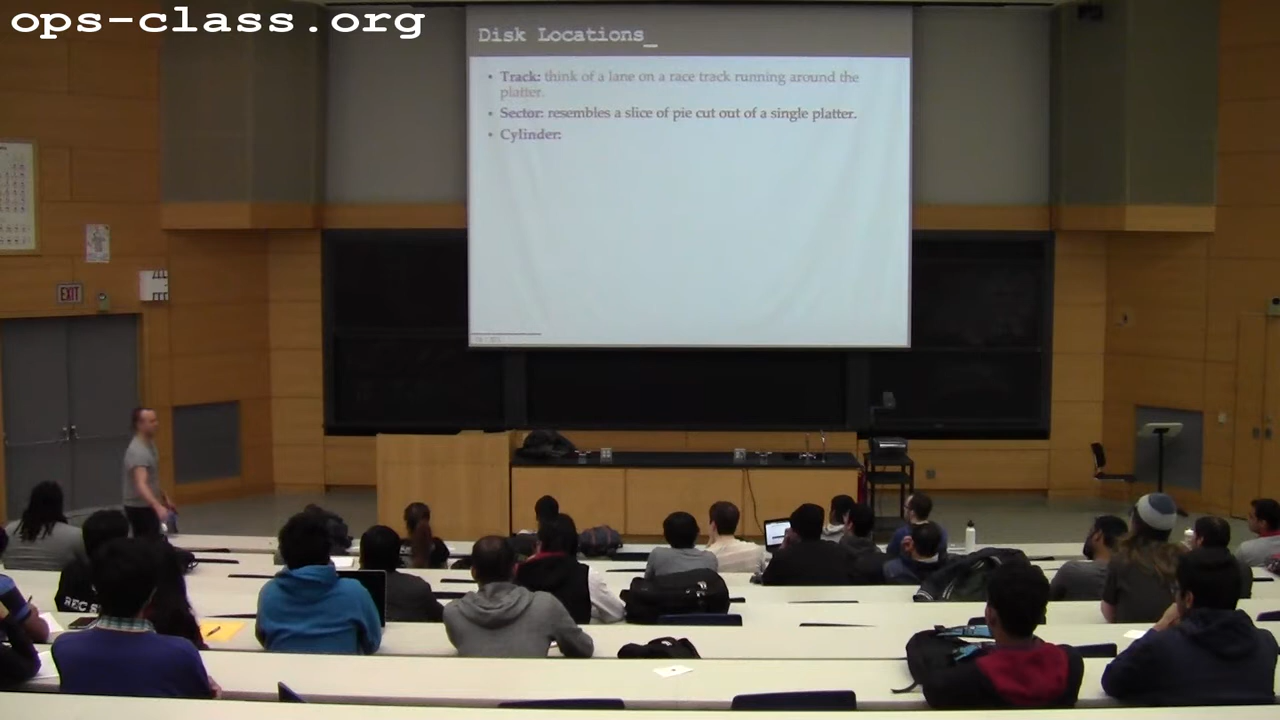 ops-class.org
Disk Locations_
• Track: think of a lane on a race track running around the
platter.
• Sector: resembles a slice of pie cut out of a single platter.
• Cylinder:
EXIT
REC S